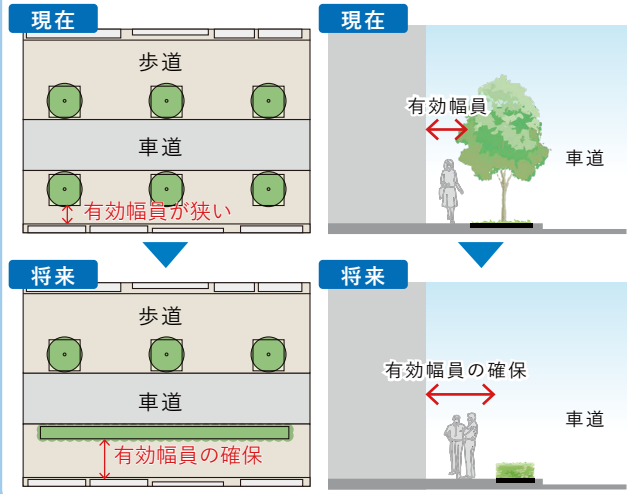 現在
歩道
車道
有効幅員が狭い
現在
有効幅員
車道
将来
歩道
車道
有効幅員の確保
将来
有効幅員の確保
車道